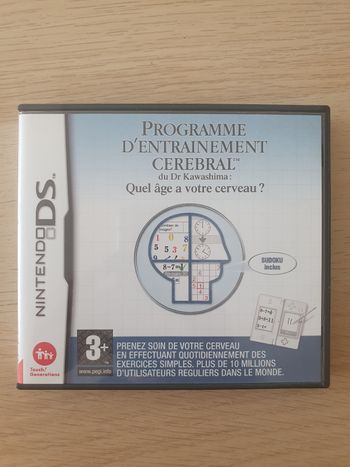 NINTENDO DS™
PROGRAMME
D'ENTRAINEMENT
CEREBRAL™
du Dr Kawashima :
Quel âge a votre cerveau ?
SUDOKU
Inclus
3+
www.pegi.info
Touch!
Generations
PRENEZ SOIN DE VOTRE CERVEAU
EN EFFECTUANT QUOTIDIENNEMENT DES
EXERCICES SIMPLES. PLUS DE 10 MILLIONS
D'UTILISATEURS REGULIERS DANS LE MONDE.